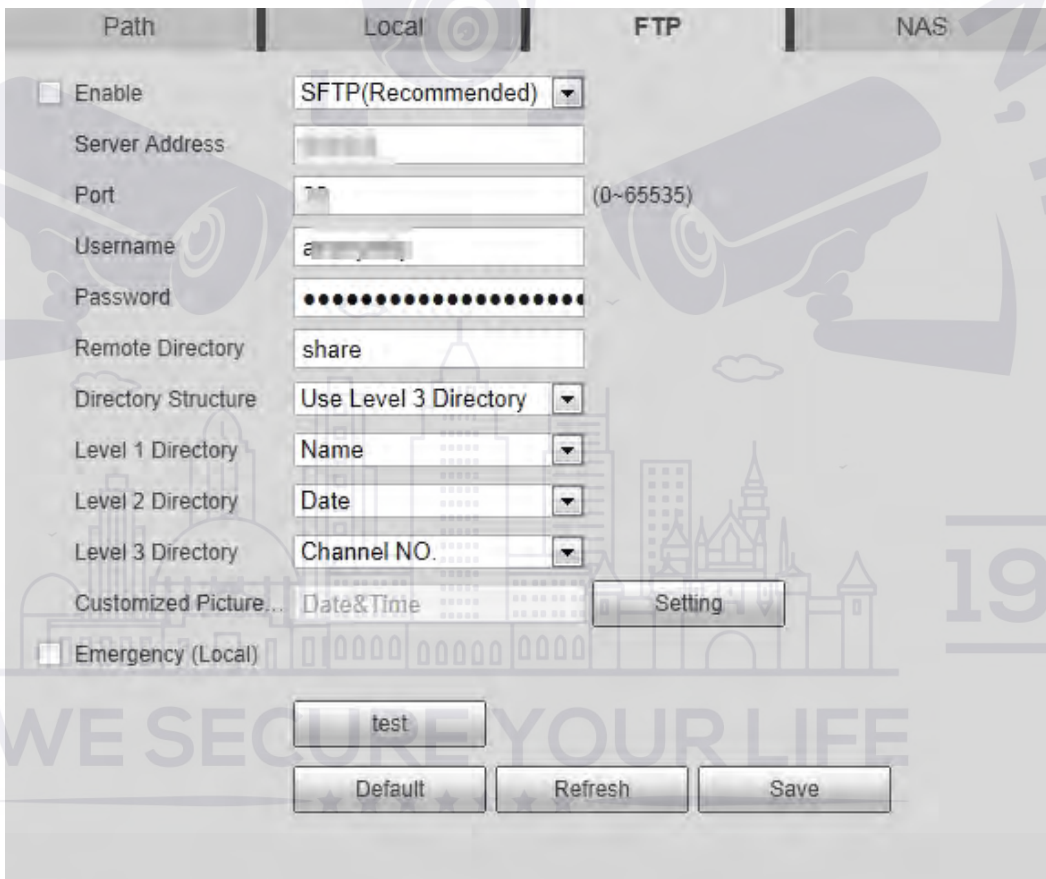 Path Local FTP NAS
Enable SFTP(Recommended)
Server Address
Port (0~65535)
Username a
Password ••••••••••••••••••••
Remote Directory share
Directory Structure Use Level 3 Directory
Level 1 Directory Name
Level 2 Directory Date
Level 3 Directory Channel NO.
Customized Picture... Date&Time Setting
Emergency (Local)
19
test
WE SECURE YOUR LIFE
Default Refresh Save